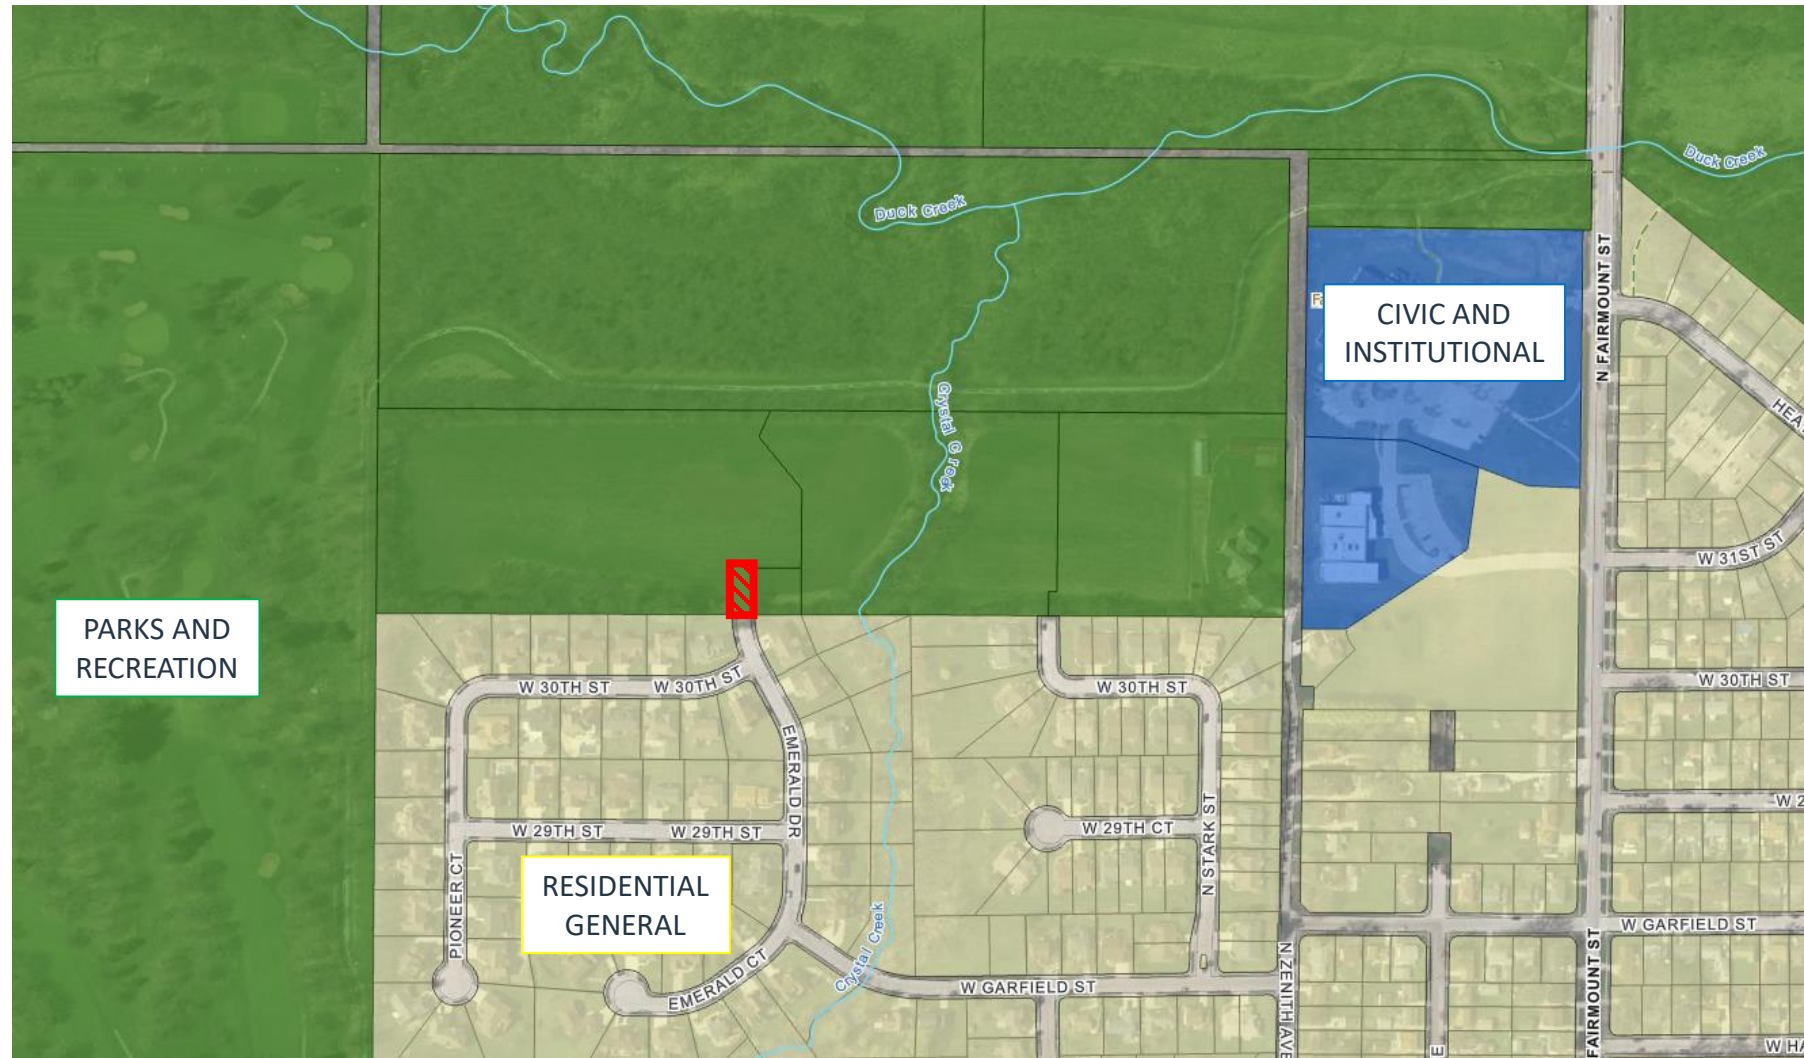 Duck Creek
Duck Creek
N FAIRMOUNT ST
CIVIC AND
INSTITUTIONAL
Crystal Creek
W 31ST ST
PARKS AND
RECREATION
W 30TH ST
W 30TH ST
W 30TH ST
W 30TH ST
EMERALD DR
W 29TH ST
W 29TH ST
W 29TH CT
N STARK ST
PIONEER CT
RESIDENTIAL
GENERAL
Crystal Creek
W GARFIELD ST
EMERALD CT
W GARFIELD ST
N ZENITH AVE
FAIRMOUNT ST